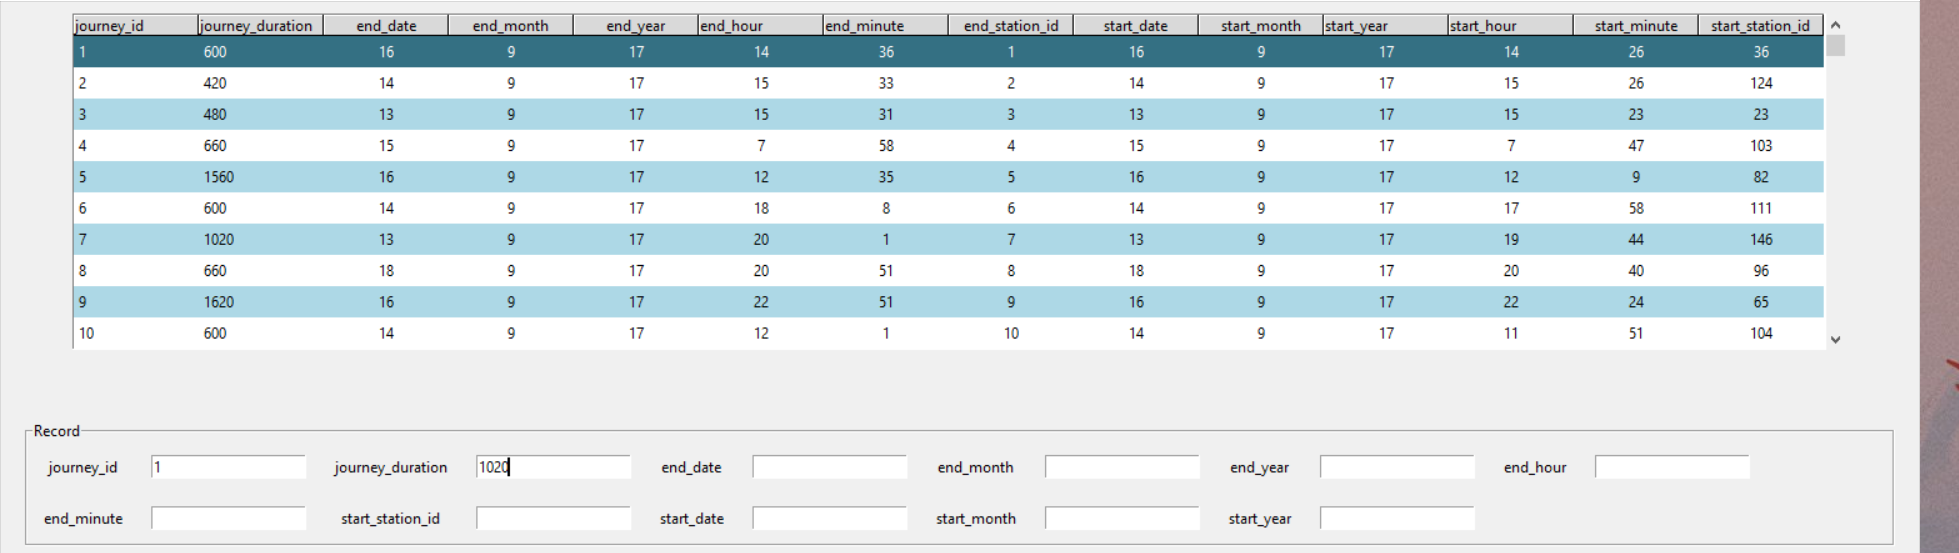 journey_id journey_duration end_date end_month end_year end_hour end_minute end_station_id start_date start_month start_year start_hour start_minute start_station_id
1 600 16 9 17 14 36 1 16 9 17 14 26 36
2 420 14 9 17 15 33 2 14 9 17 15 26 124
3 480 13 9 17 15 31 3 13 9 17 15 23 23
4 660 15 9 17 7 58 4 15 9 17 7 47 103
5 1560 16 9 17 12 35 5 16 9 17 12 9 82
6 600 14 9 17 18 8 6 14 9 17 17 58 111
7 1020 13 9 17 20 1 7 13 9 17 19 44 146
8 660 18 9 17 20 51 8 18 9 17 20 40 96
9 1620 16 9 17 22 51 9 16 9 17 22 24 65
10 600 14 9 17 12 1 10 14 9 17 11 51 104
Record
journey_id 1 journey_duration 1020 end_date end_month end_year end_hour
end_minute start_station_id start_date start_month start_year